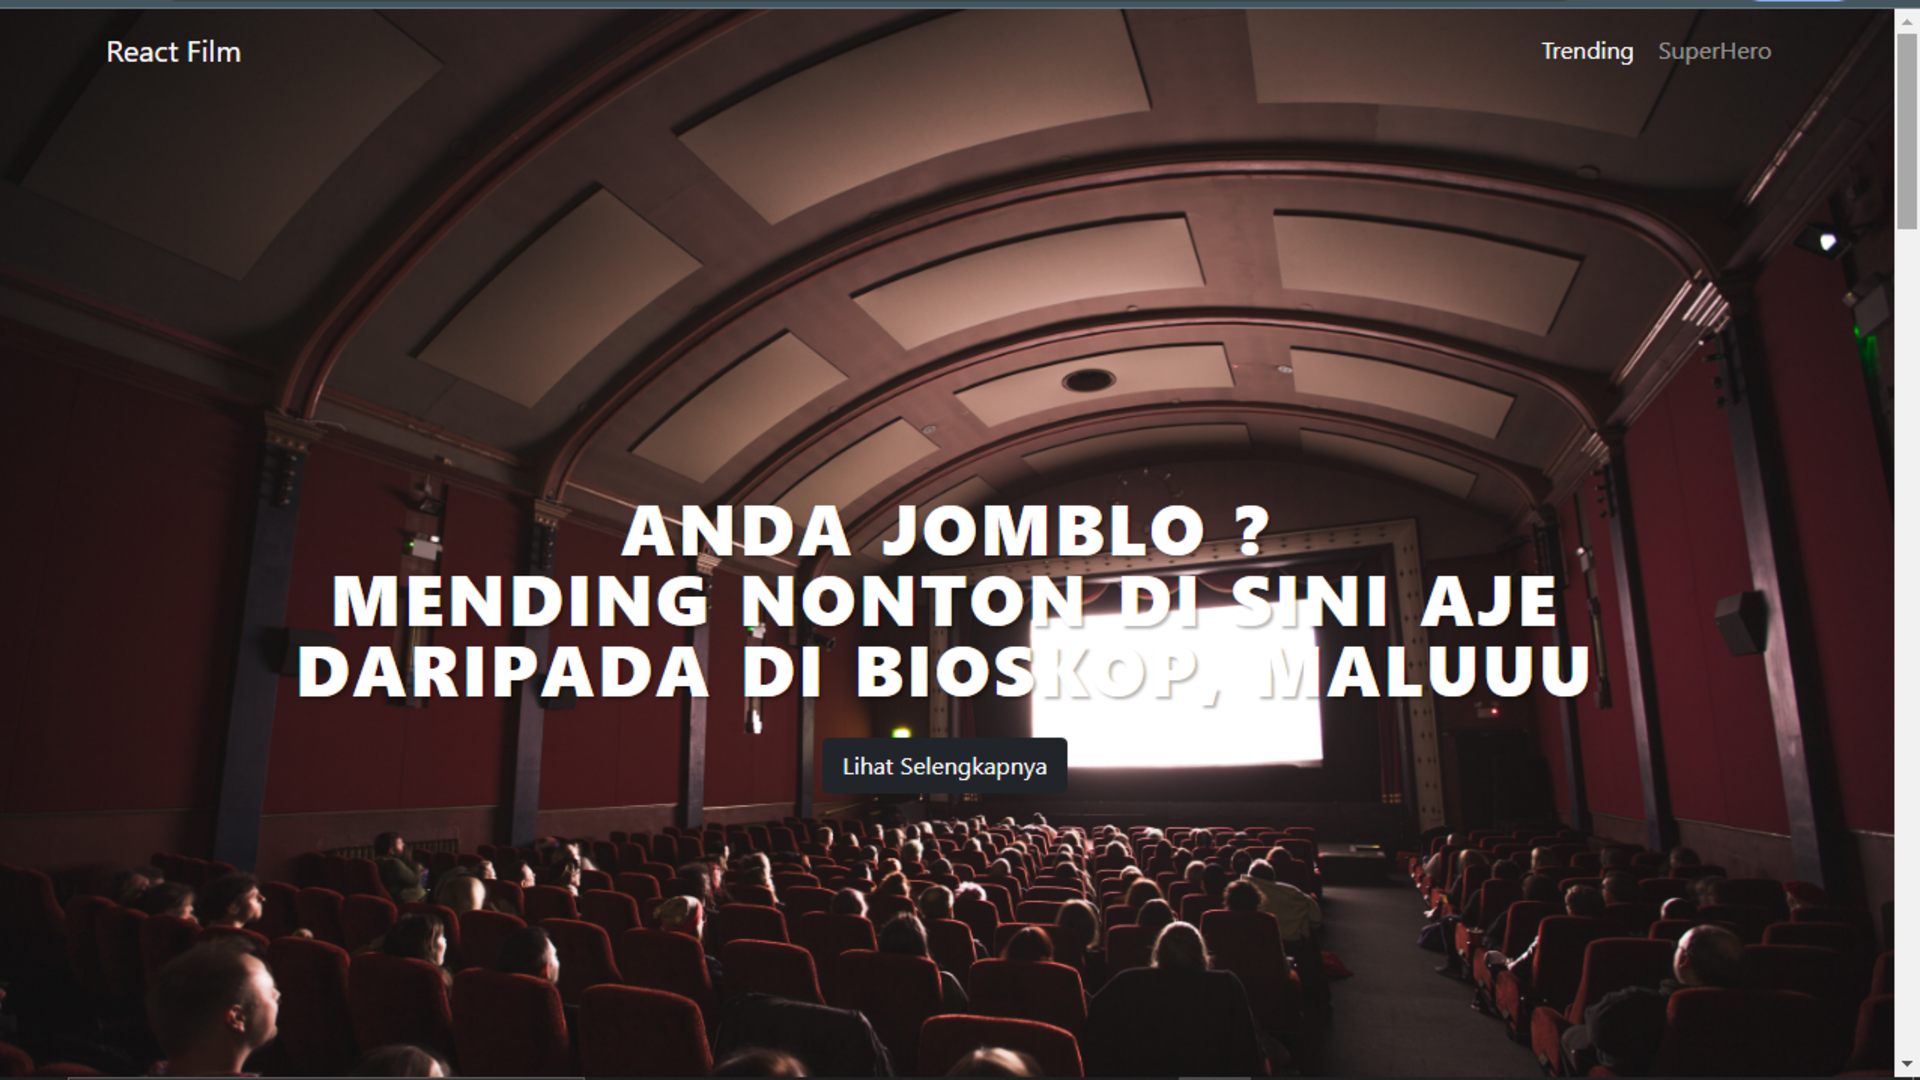 React Film
Trending SuperHero
ANDA JOMBLO ?
MENDING NONTON DI SINI AJE
DARIPADA DI BIOSKOP, MALUUU
Lihat Selengkapnya